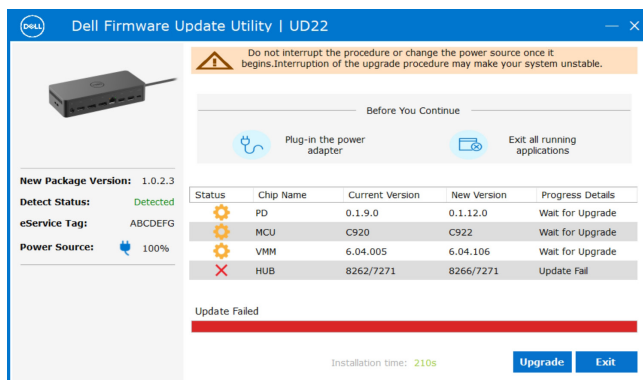 DELL Dell Firmware Update Utility | UD22
Do not interrupt the procedure or change the power source once it
begins.Interruption of the upgrade procedure may make your system unstable.
Before You Continue
Plug-in the power
adapter
Exit all running
applications
New Package Version: 1.0.2.3
Detect Status: Detected
eService Tag: ABCDEFG
Power Source: 100%
Status Chip Name Current Version New Version Progress Details
PD 0.1.9.0 0.1.12.0 Wait for Upgrade
MCU C920 C922 Wait for Upgrade
VMM 6.04.005 6.04.106 Wait for Upgrade
HUB 8262/7271 8266/7271 Update Fail
Update Failed
Installation time: 210s
Upgrade Exit